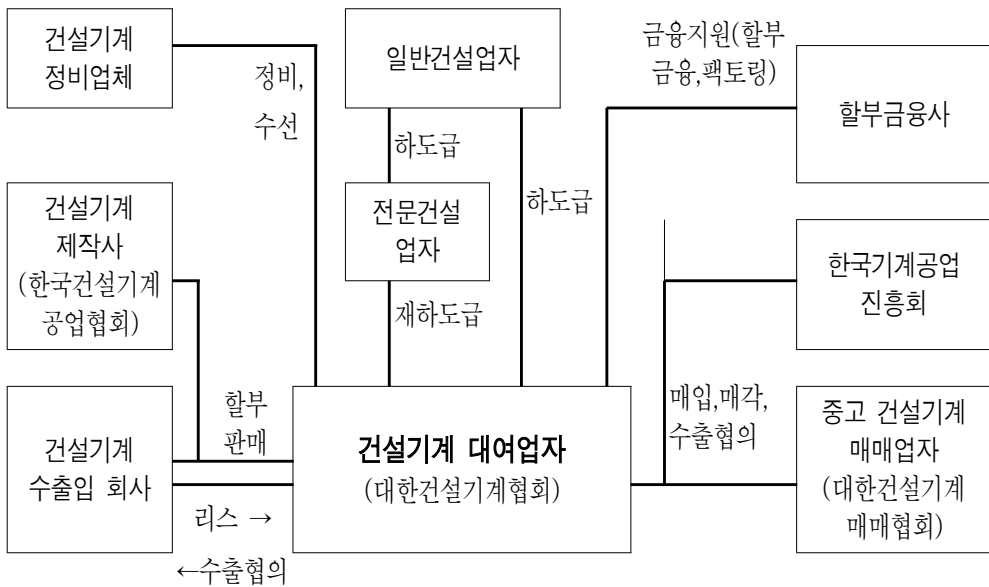 건설기계
정비업체
정비,
수선
일반건설업자
하도급
전문건설
업자
재하도급
하도급
금융지원(할부
금융,팩토링)
할부금융사
건설기계
제작사
(한국건설기계
공업협회)
한국기계공업
진흥회
할부
판매
매입,매각,
수출협의
건설기계
수출입 회사
리스 →
←수출협의
건설기계 대여업자
(대한건설기계협회)
중고 건설기계
매매업자
(대한건설기계
매매협회)